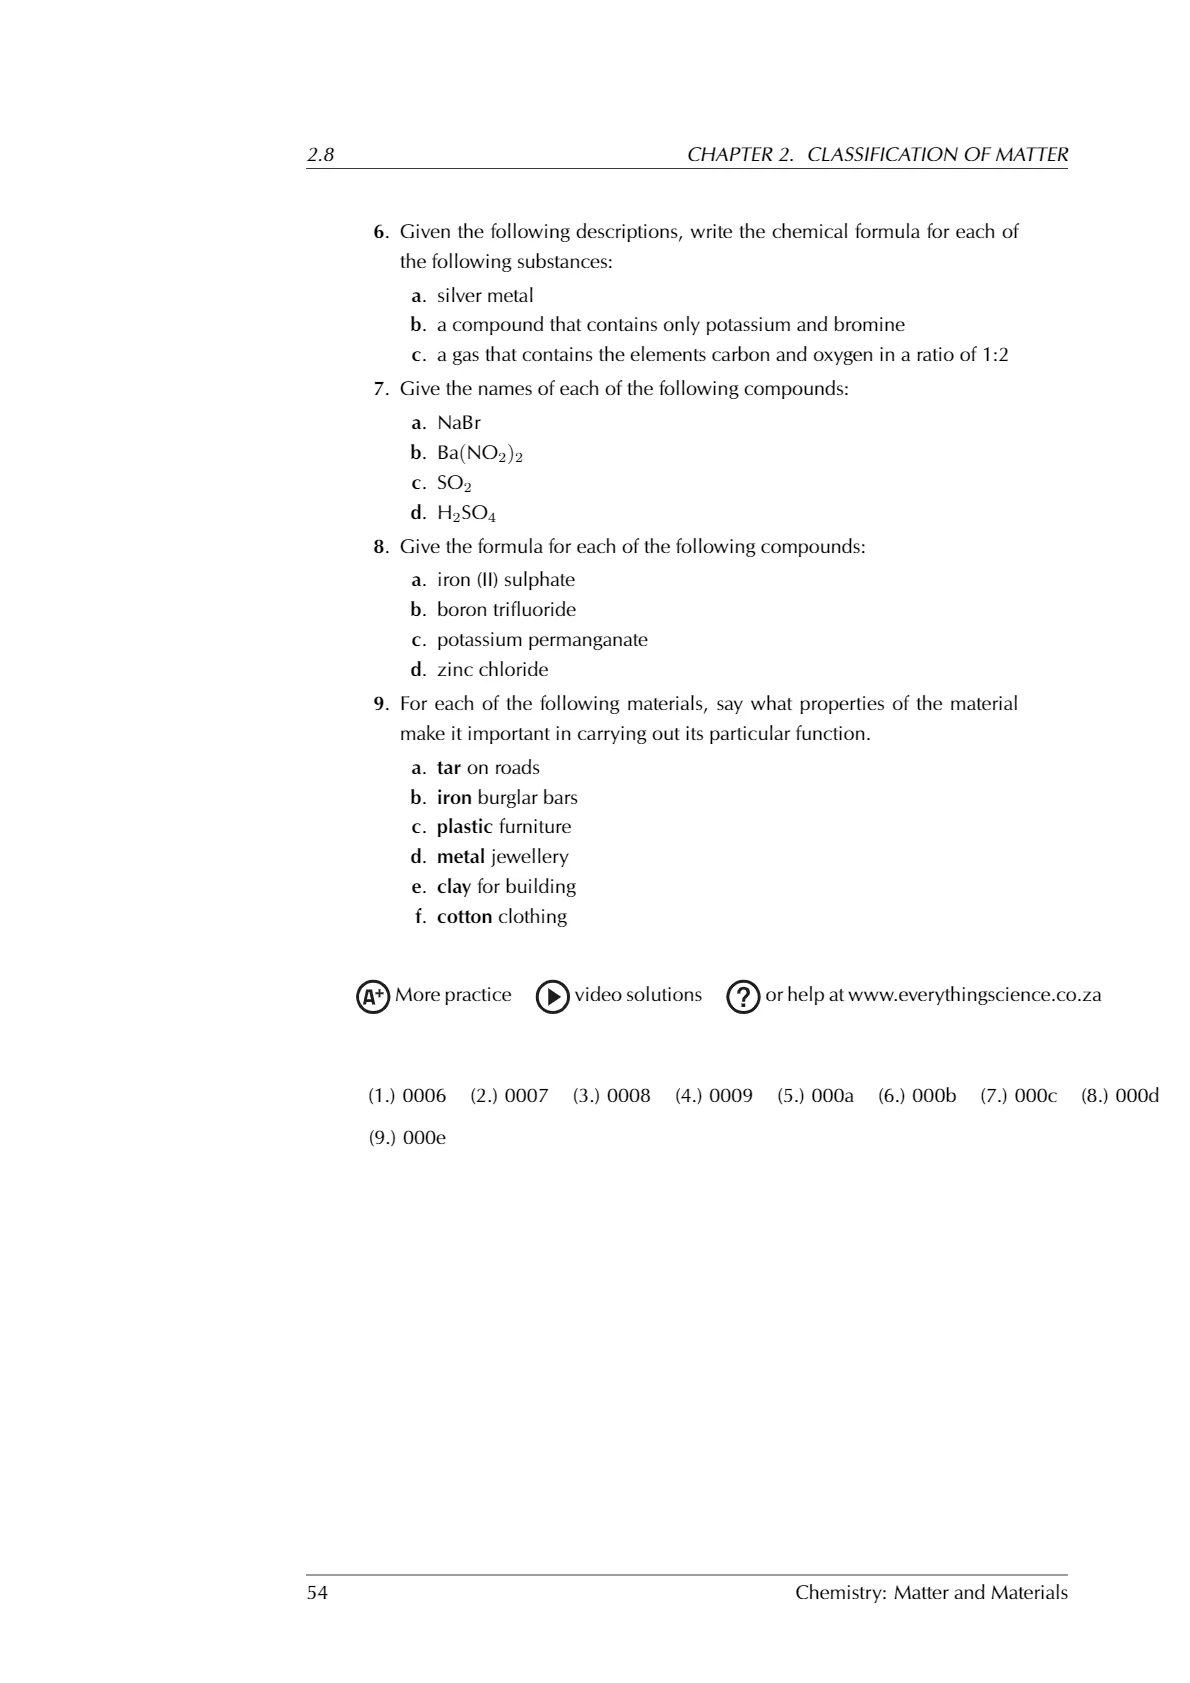 2.8 CHAPTER 2. CLASSIFICATION OF MATTER
6. Given the following descriptions, write the chemical formula for each of
the following substances:
a. silver metal
b. a compound that contains only potassium and bromine
c. a gas that contains the elements carbon and oxygen in a ratio of 1:2
7. Give the names of each of the following compounds:
a. NaBr
b. Ba(NO₂)₂
c. SO₂
d. H₂SO₄
8. Give the formula for each of the following compounds:
a. iron (II) sulphate
b. boron trifluoride
c. potassium permanganate
d. zinc chloride
9. For each of the following materials, say what properties of the material
make it important in carrying out its particular function.
a. tar on roads
b. iron burglar bars
c. plastic furniture
d. metal jewellery
e. clay for building
f. cotton clothing
A+ More practice video solutions ? or help at www.everythingscience.co.za
(1.) 0006 (2.) 0007 (3.) 0008 (4.) 0009 (5.) 000a (6.) 000b (7.) 000c (8.) 000d
(9.) 000e
54 Chemistry: Matter and Materials